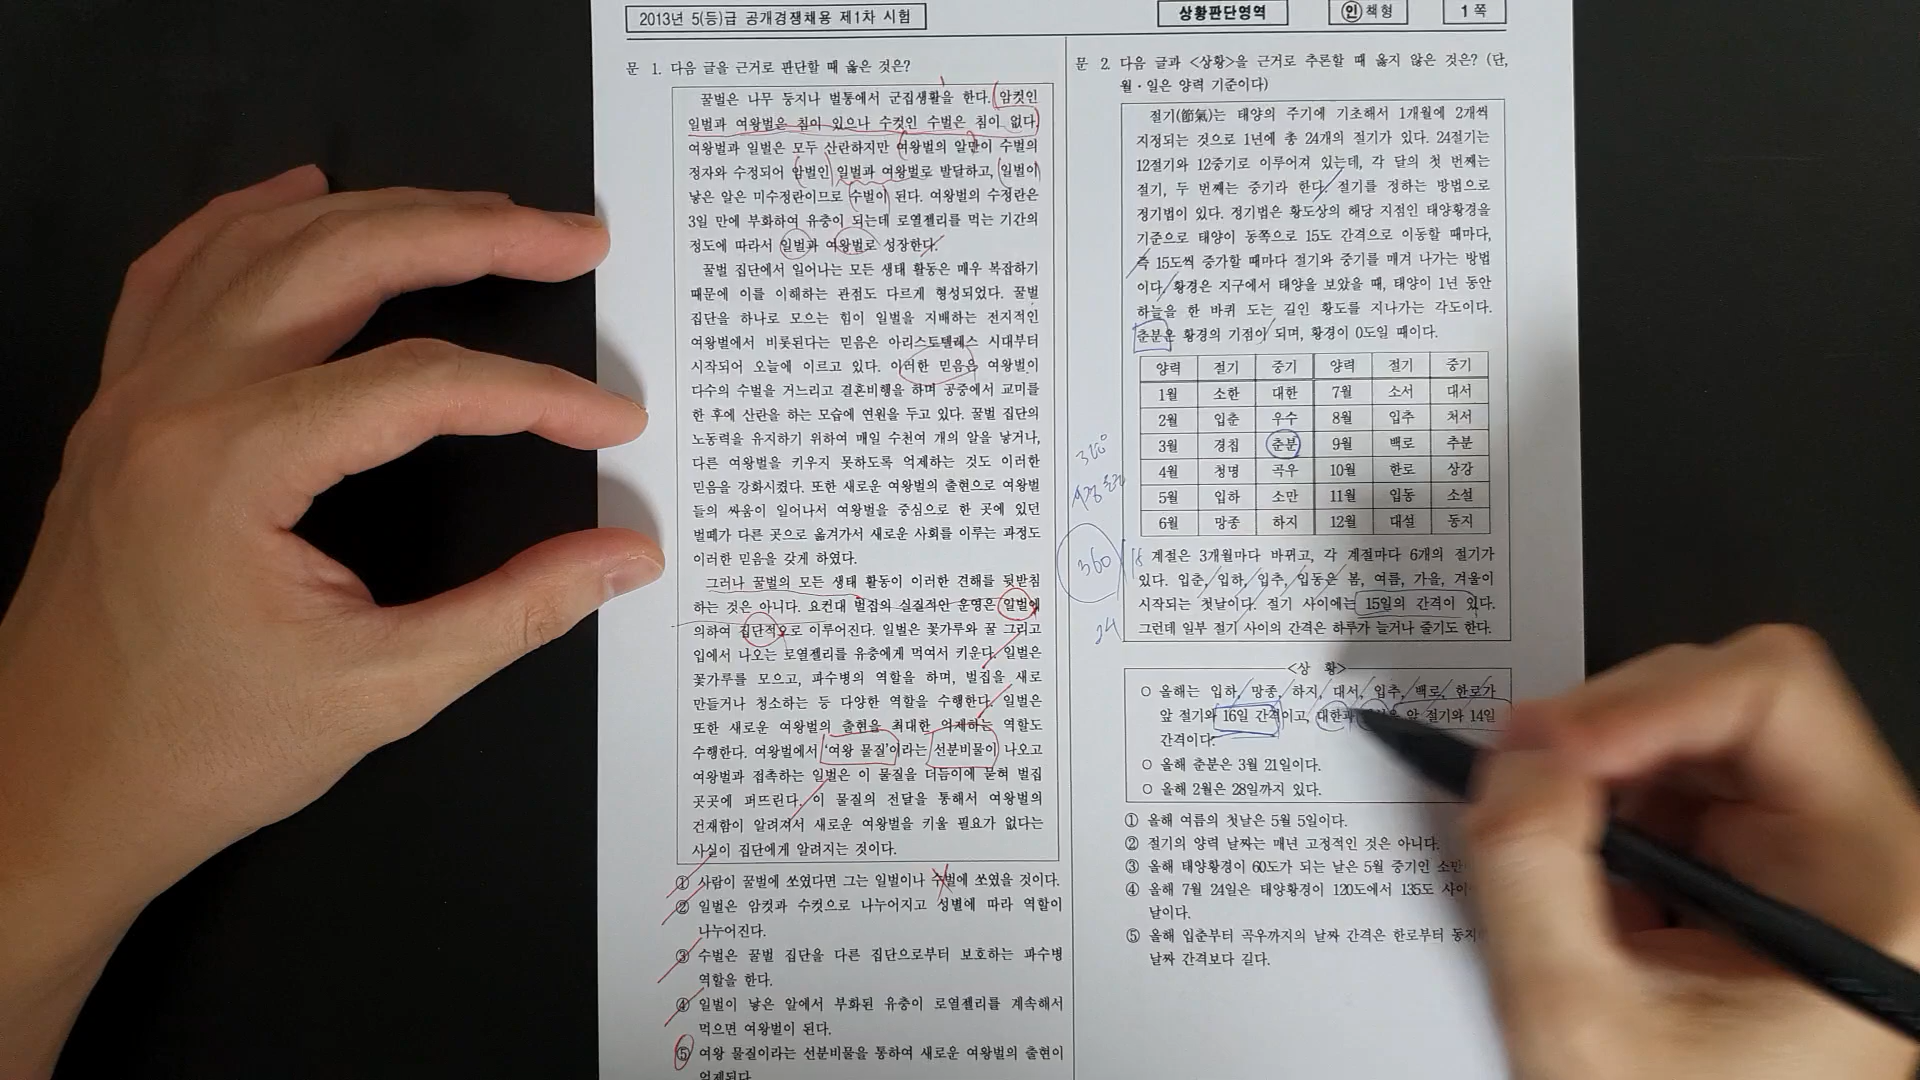 2013년 5(등)급 공개경쟁채용 제1차 시험
상황판단영역
인 책형
1 쪽
문 1. 다음 글을 근거로 판단할 때 옳은 것은?
꿀벌은 나무 둥지나 벌통에서 군집생활을 한다. 암컷인
일벌과 여왕벌은 침이 있으나 수컷인 수벌은 침이 없다.
여왕벌과 일벌은 모두 산란하지만 여왕벌의 알만이 수벌의
정자와 수정되어 암벌인 일벌과 여왕벌로 발달하고, 일벌이
낳은 알은 미수정란이므로 수벌이 된다. 여왕벌의 수정란은
3일 만에 부화하여 유충이 되는데 로열젤리를 먹는 기간의
정도에 따라서 일벌과 여왕벌로 성장한다.
꿀벌 집단에서 일어나는 모든 생태 활동은 매우 복잡하기
때문에 이를 이해하는 관점도 다르게 형성되었다. 꿀벌
집단을 하나로 모으는 힘이 일벌을 지배하는 전지적인
여왕벌에서 비롯된다는 믿음은 아리스토텔레스 시대부터
시작되어 오늘에 이르고 있다. 이러한 믿음은 여왕벌이
다수의 수벌을 거느리고 결혼비행을 하며 공중에서 교미를
한 후에 산란을 하는 모습에 연원을 두고 있다. 꿀벌 집단의
노동력을 유지하기 위하여 매일 수천여 개의 알을 낳거나,
다른 여왕벌을 키우지 못하도록 억제하는 것도 이러한
믿음을 강화시켰다. 또한 새로운 여왕벌의 출현으로 여왕벌
들의 싸움이 일어나서 여왕벌을 중심으로 한 곳에 있던
벌떼가 다른 곳으로 옮겨가서 새로운 사회를 이루는 과정도
이러한 믿음을 갖게 하였다.
그러나 꿀벌의 모든 생태 활동이 이러한 견해를 뒷받침
하는 것은 아니다. 요컨대 벌집의 실질적인 운영은 일벌에
의하여 집단적으로 이루어진다. 일벌은 꽃가루와 꿀 그리고
입에서 나오는 로열젤리를 유충에게 먹여서 키운다. 일벌은
꽃가루를 모으고, 파수병의 역할을 하며, 벌집을 새로
만들거나 청소하는 등 다양한 역할을 수행한다. 일벌은
또한 새로운 여왕벌의 출현을 최대한 억제하는 역할도
수행한다. 여왕벌에서 '여왕 물질'이라는 선분비물이 나오고
여왕벌과 접촉하는 일벌은 이 물질을 더듬이에 묻혀 벌집
곳곳에 퍼뜨린다. 이 물질의 전달을 통해서 여왕벌의
건재함이 알려져서 새로운 여왕벌을 키울 필요가 없다는
사실이 집단에게 알려지는 것이다.
① 사람이 꿀벌에 쏘였다면 그는 일벌이나 수벌에 쏘였을 것이다.
② 일벌은 암컷과 수컷으로 나누어지고 성별에 따라 역할이
나누어진다.
③ 수벌은 꿀벌 집단을 다른 집단으로부터 보호하는 파수병
역할을 한다.
④ 일벌이 낳은 알에서 부화된 유충이 로열젤리를 계속해서
먹으면 여왕벌이 된다.
⑤ 여왕 물질이라는 선분비물을 통하여 새로운 여왕벌의 출현이
억제된다.
문 2. 다음 글과 <상황>을 근거로 추론할 때 옳지 않은 것은? (단,
월·일은 양력 기준이다)
절기(節氣)는 태양의 주기에 기초해서 1개월에 2개씩
지정되는 것으로 1년에 총 24개의 절기가 있다. 24절기는
12절기와 12중기로 이루어져 있는데, 각 달의 첫 번째는
절기, 두 번째는 중기라 한다. 절기를 정하는 방법으로
정기법이 있다. 정기법은 황도상의 해당 지점인 태양황경을
기준으로 태양이 동쪽으로 15도 간격으로 이동할 때마다,
즉 15도씩 증가할 때마다 절기와 중기를 매겨 나가는 방법
이다. 황경은 지구에서 태양을 보았을 때, 태양이 1년 동안
하늘을 한 바퀴 도는 길인 황도를 지나가는 각도이다.
춘분은 황경의 기점이 되며, 황경이 0도일 때이다.
양력 절기 중기 양력 절기 중기
1월 소한 대한 7월 소서 대서
2월 입춘 우수 8월 입추 처서
3월 경칩 춘분 9월 백로 추분
4월 청명 곡우 10월 한로 상강
5월 입하 소만 11월 입동 소설
6월 망종 하지 12월 대설 동지
360
24
계절은 3개월마다 바뀌고, 각 계절마다 6개의 절기가
있다. 입춘, 입하, 입추, 입동은 봄, 여름, 가을, 겨울이
시작되는 첫날이다. 절기 사이에는 15일의 간격이 있다.
그런데 일부 절기 사이의 간격은 하루가 늘거나 줄기도 한다.
<상 황>
○ 올해는 입하, 망종, 하지, 대서, 입추, 백로, 한로가
앞 절기와 16일 간격이고, 대한과 앞 절기와 14일
간격이다.
○ 올해 춘분은 3월 21일이다.
○ 올해 2월은 28일까지 있다.
① 올해 여름의 첫날은 5월 5일이다.
② 절기의 양력 날짜는 매년 고정적인 것은 아니다.
③ 올해 태양황경이 60도가 되는 날은 5월 중기인 소만
④ 올해 7월 24일은 태양황경이 120도에서 135도 사이
날이다.
⑤ 올해 입춘부터 곡우까지의 날짜 간격은 한로부터 동지
날짜 간격보다 길다.